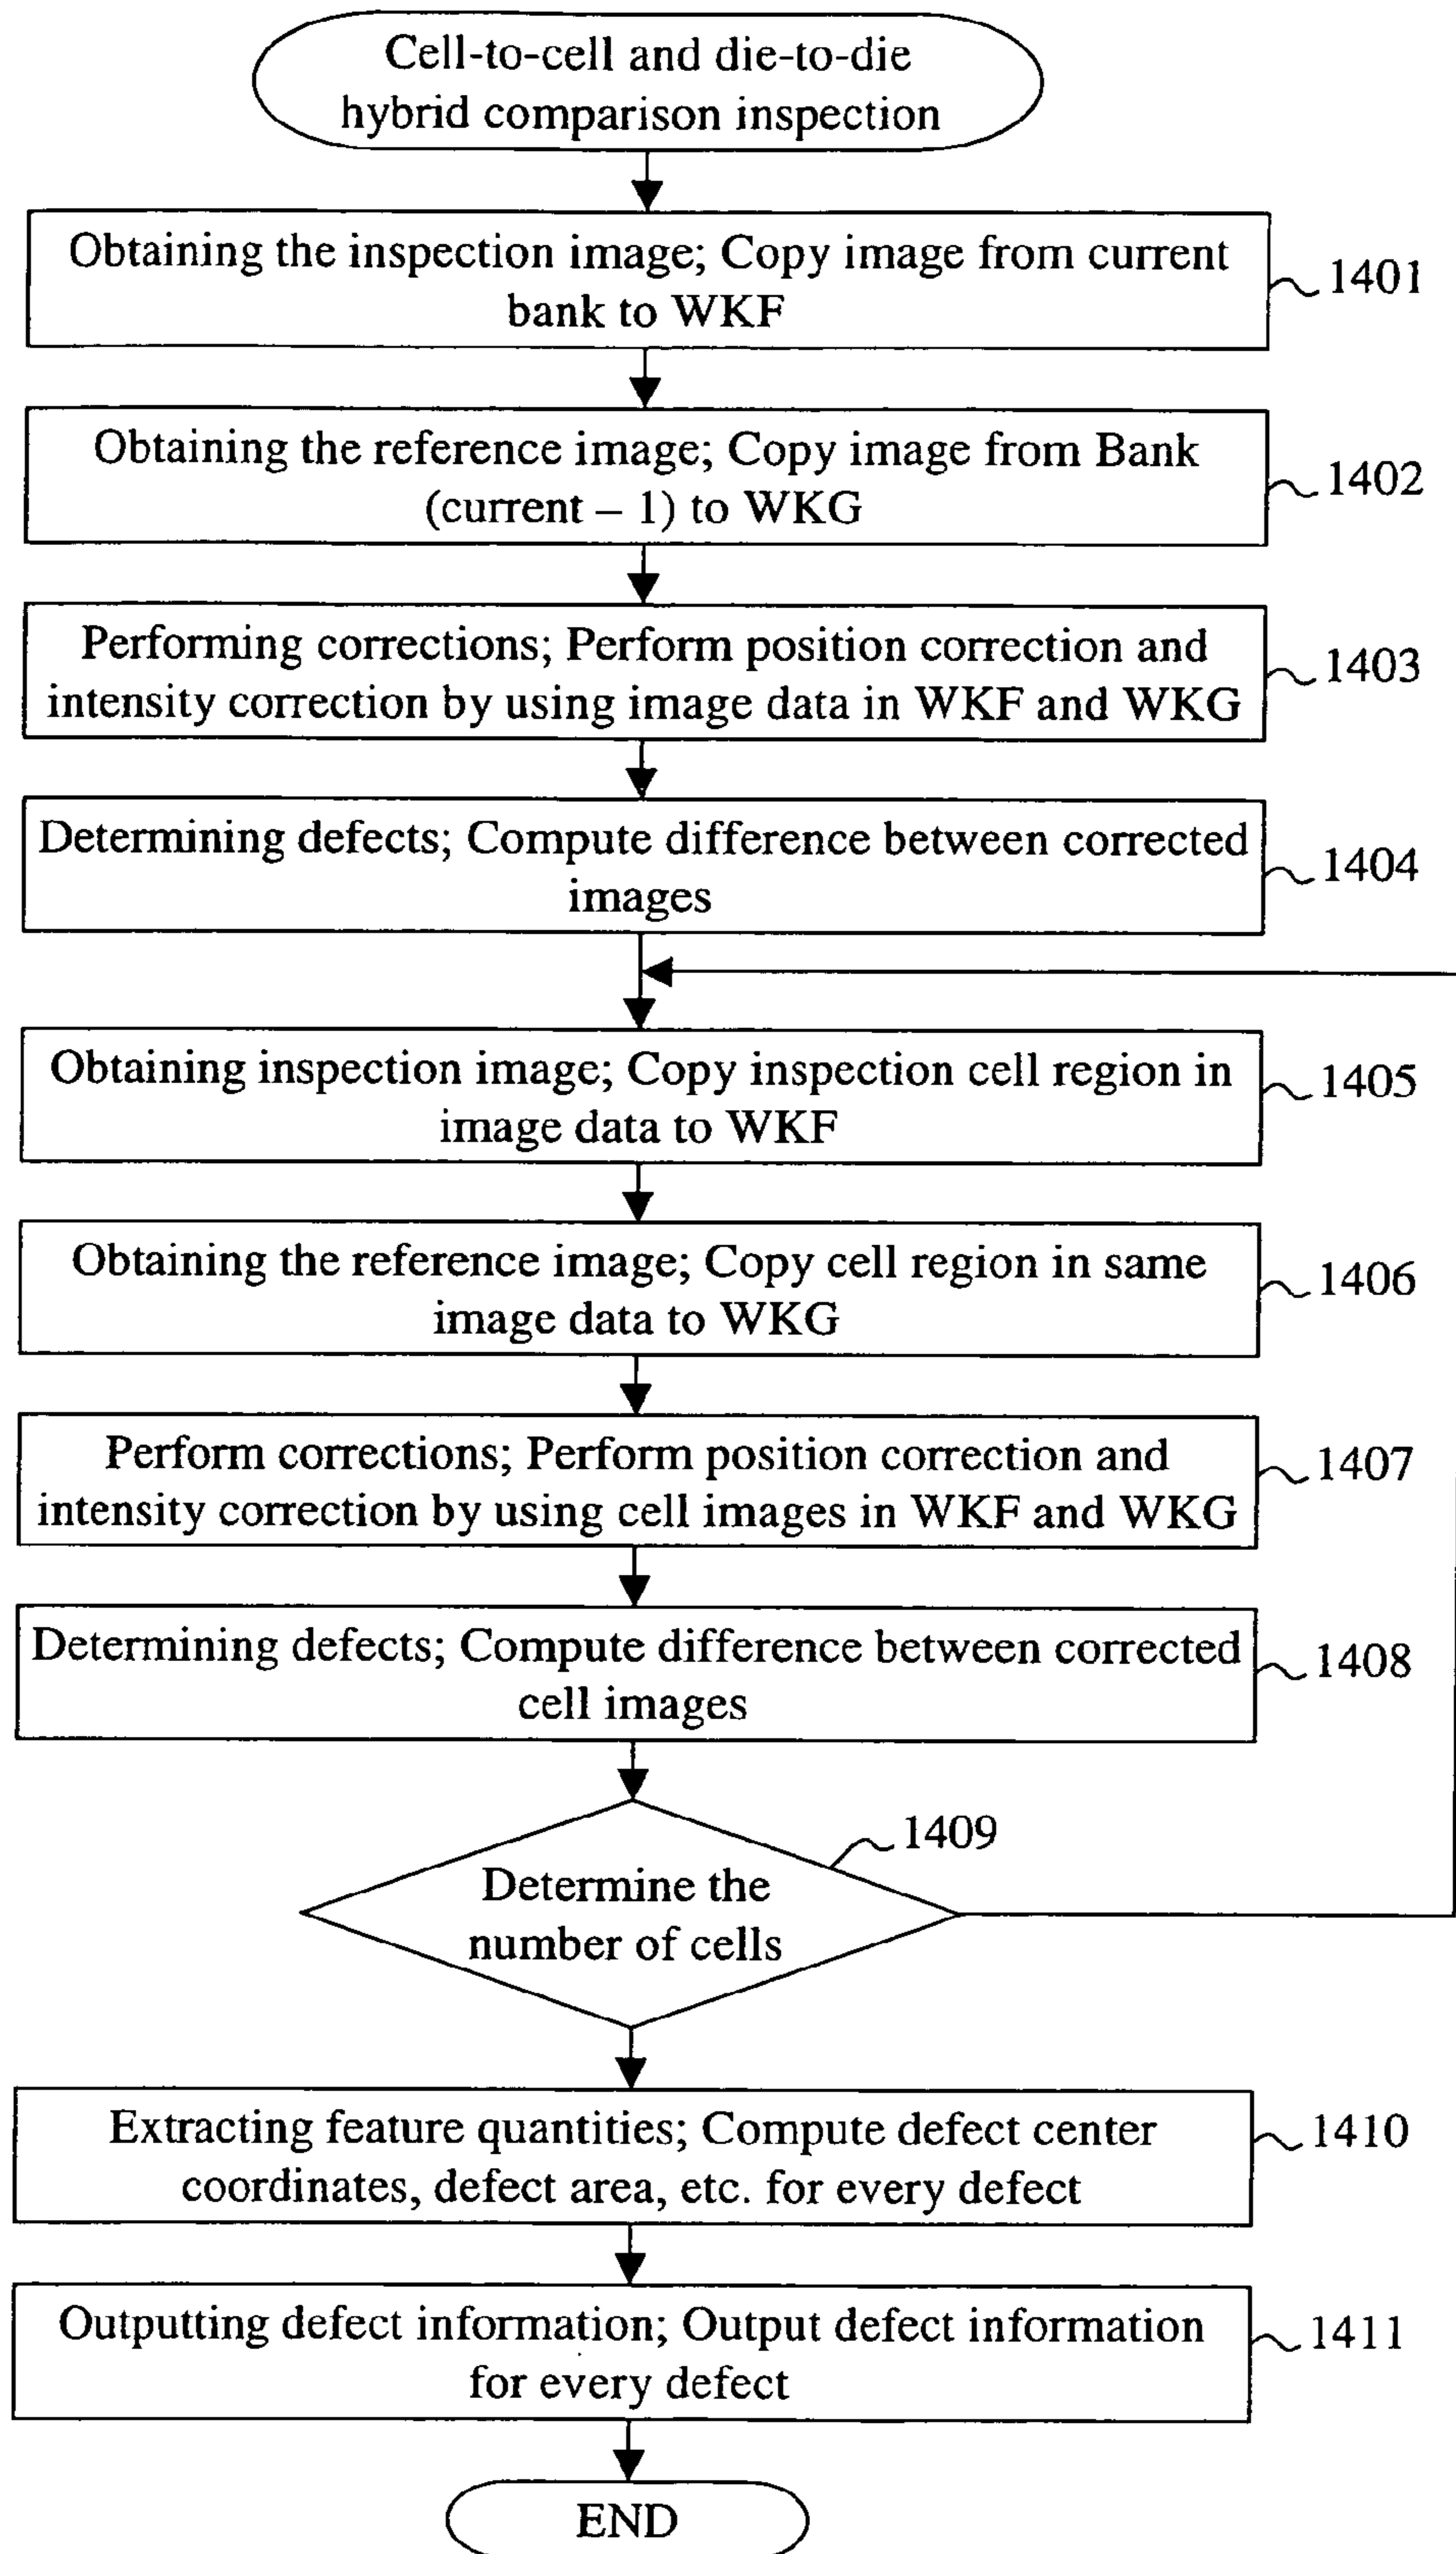 Cell-to-cell and die-to-die
hybrid comparison inspection
Obtaining the inspection image; Copy image from current
bank to WKF
1401
Obtaining the reference image; Copy image from Bank
(current – 1) to WKG
1402
Performing corrections; Perform position correction and
intensity correction by using image data in WKF and WKG
1403
Determining defects; Compute difference between corrected
images
1404
Obtaining inspection image; Copy inspection cell region in
image data to WKF
1405
Obtaining the reference image; Copy cell region in same
image data to WKG
1406
Perform corrections; Perform position correction and
intensity correction by using cell images in WKF and WKG
1407
Determining defects; Compute difference between corrected
cell images
1408
1409
Determine the
number of cells
Extracting feature quantities; Compute defect center
coordinates, defect area, etc. for every defect
1410
Outputting defect information; Output defect information
for every defect
1411
END